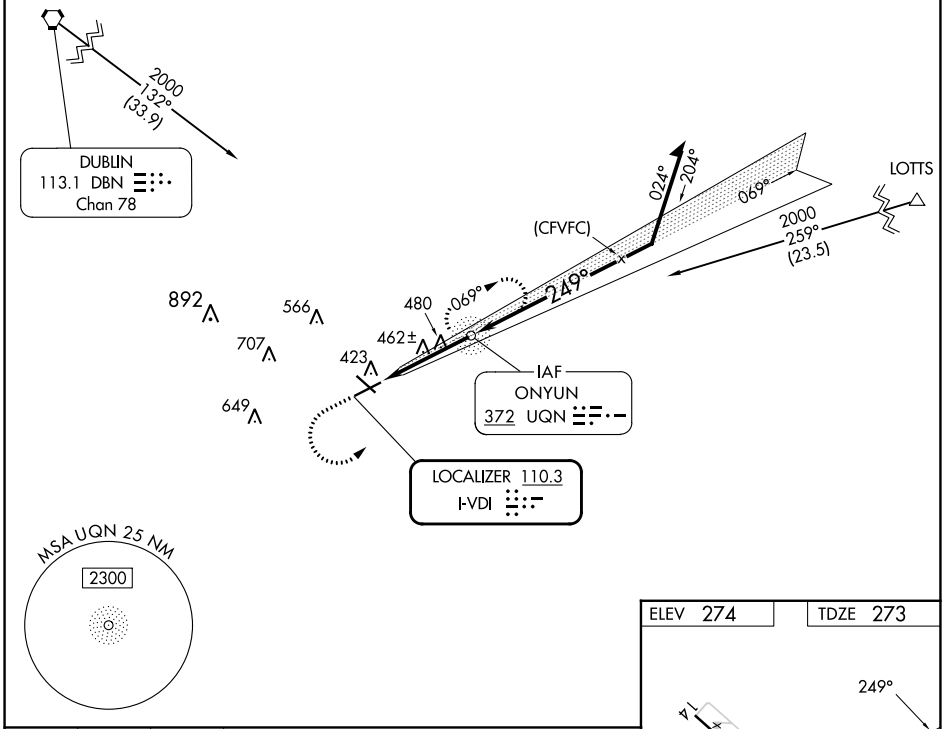 2000
132°
(33.9)
DUBLIN
113.1 DBN
Chan 78
LOTTS
024°
204°
069°
2000
259°
(23.5)
(CFVFC)
249°
069°
892
566
480
707
462±
423
649
IAF
ONYUN
372 UQN
LOCALIZER 110.3
I-VDI
MSA UQN 25 NM
2300
ELEV 274
TDZE 273
249°
14